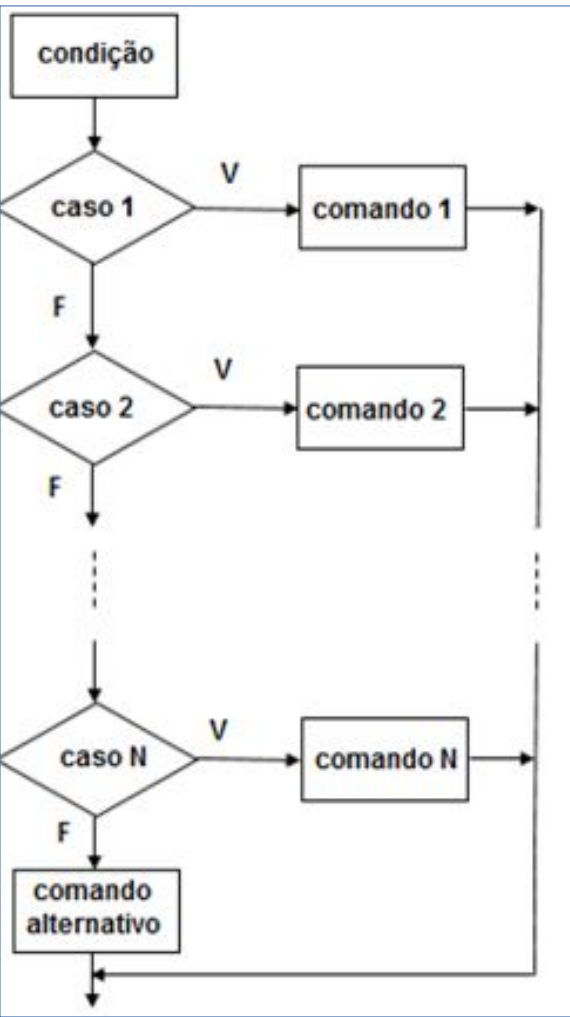 condição
caso 1
V
comando 1
F
caso 2
V
comando 2
F
caso N
V
comando N
F
comando
alternativo